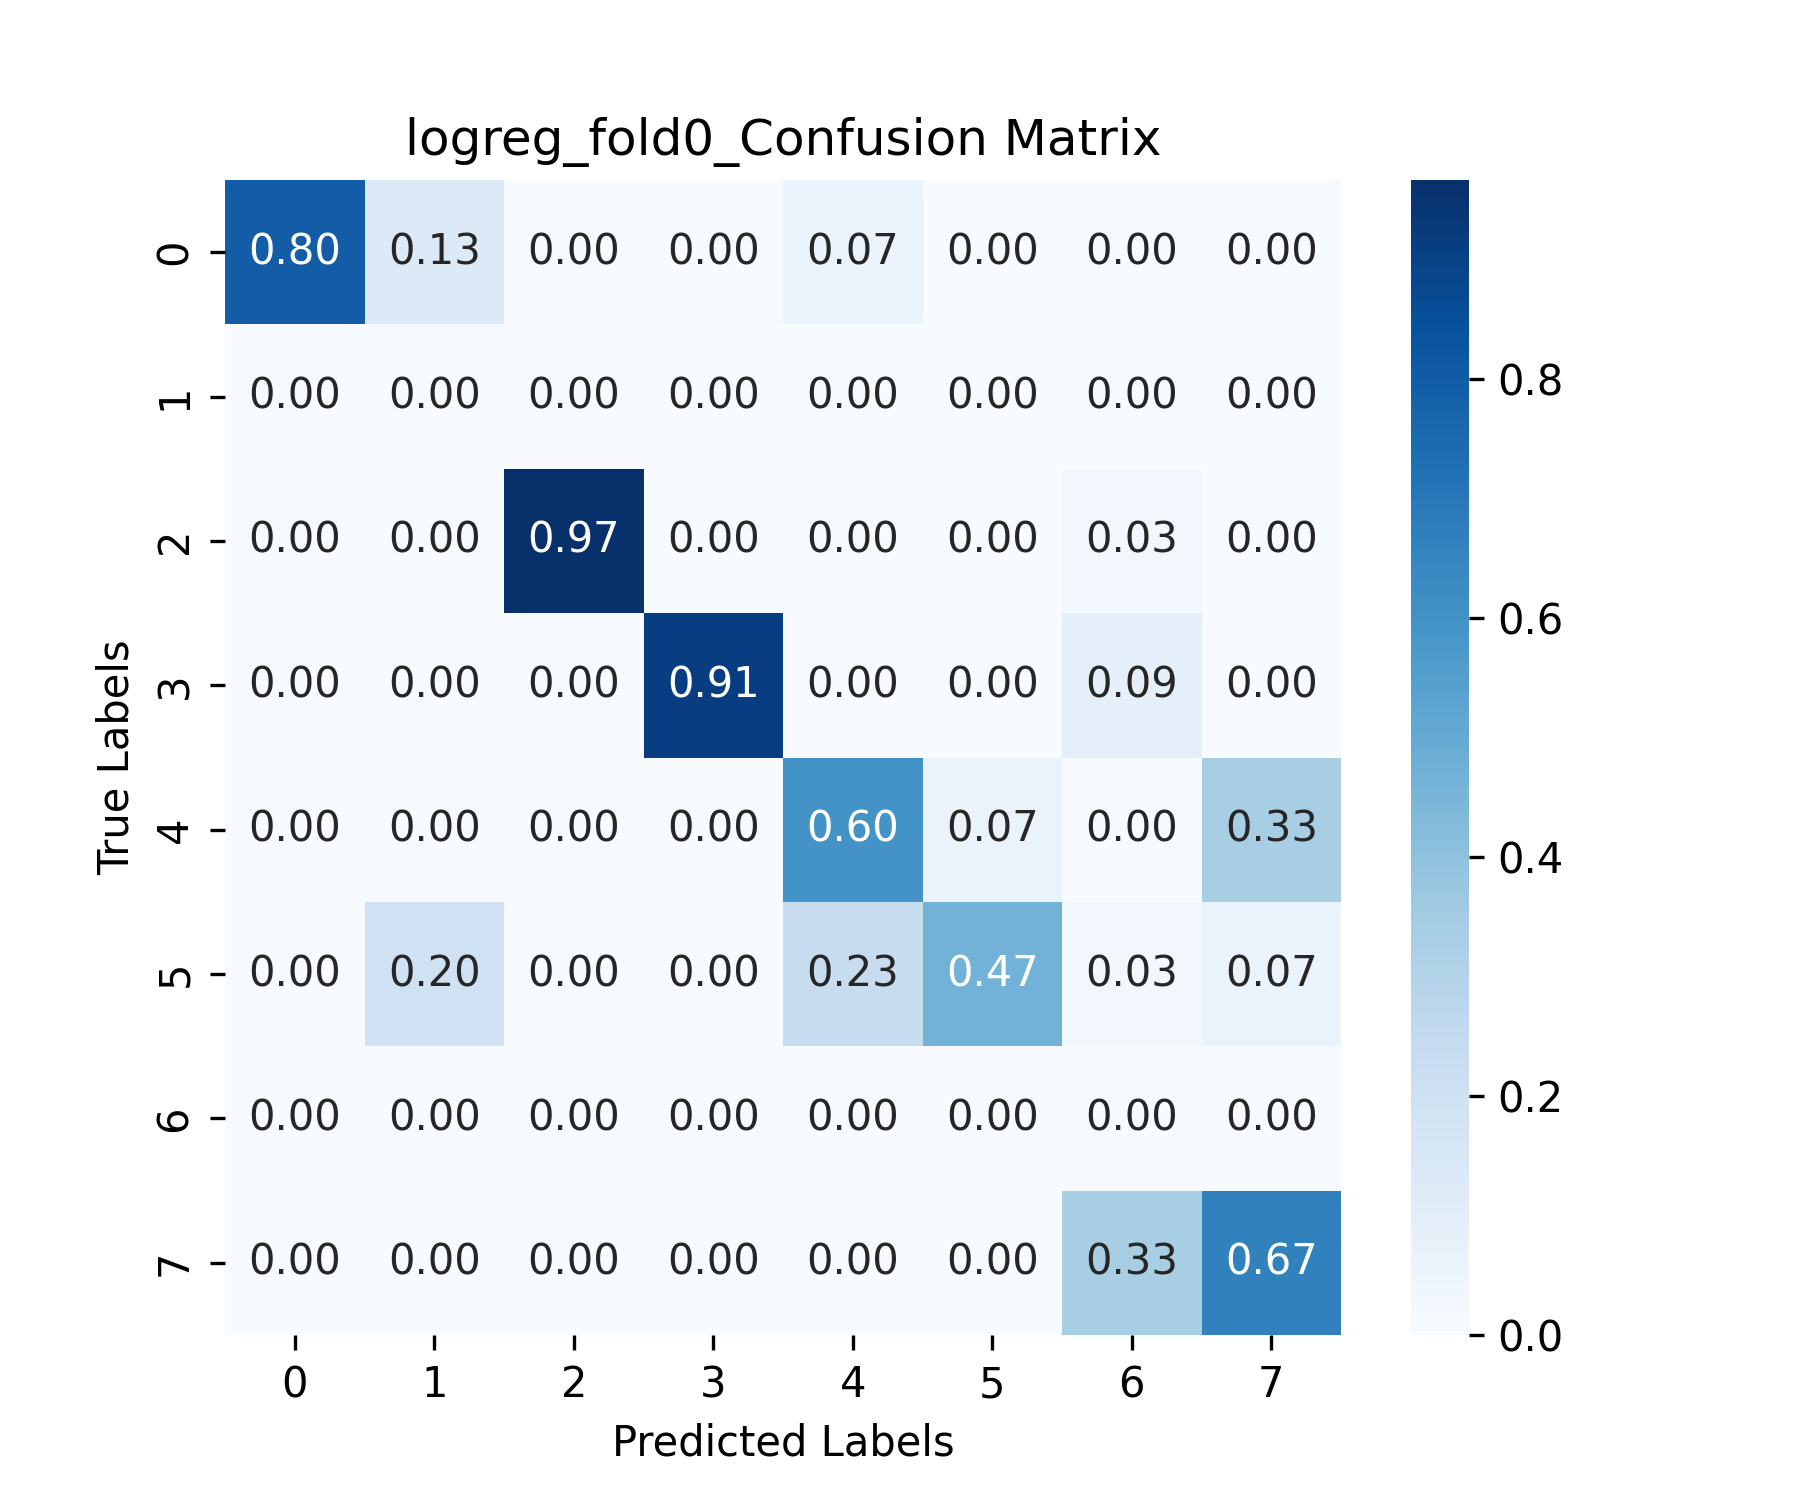 logreg_fold0_Confusion Matrix
0 0.80 0.13 0.00 0.00 0.07 0.00 0.00 0.00
1 0.00 0.00 0.00 0.00 0.00 0.00 0.00 0.00
2 0.00 0.00 0.97 0.00 0.00 0.00 0.03 0.00
3 0.00 0.00 0.00 0.91 0.00 0.00 0.09 0.00
4 0.00 0.00 0.00 0.00 0.60 0.07 0.00 0.33
5 0.00 0.20 0.00 0.00 0.23 0.47 0.03 0.07
6 0.00 0.00 0.00 0.00 0.00 0.00 0.00 0.00
7 0.00 0.00 0.00 0.00 0.00 0.00 0.33 0.67
0 1 2 3 4 5 6 7
Predicted Labels
True Labels
0.8
0.6
0.4
0.2
0.0